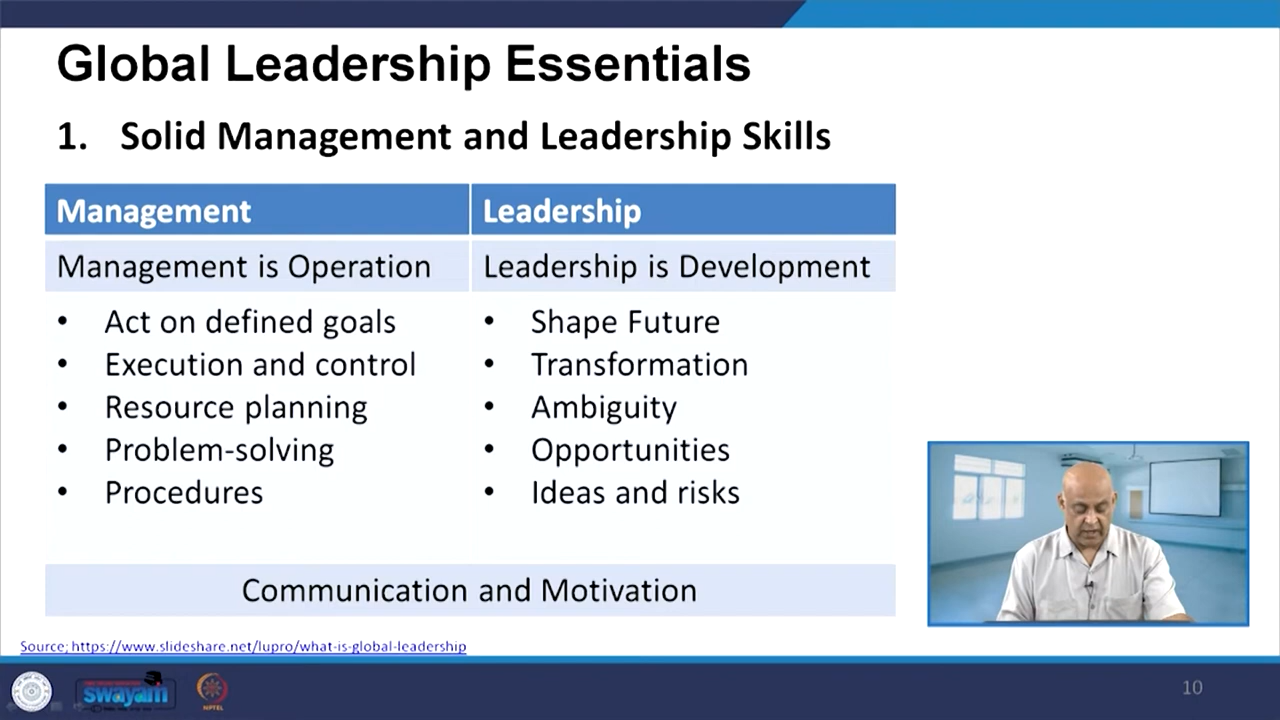 Global Leadership Essentials
1. Solid Management and Leadership Skills
Management
Leadership
Management is Operation
Leadership is Development
• Act on defined goals
• Execution and control
• Resource planning
• Problem-solving
• Procedures
• Shape Future
• Transformation
• Ambiguity
• Opportunities
• Ideas and risks
Communication and Motivation
Source; https://www.slideshare.net/lupro/what-is-global-leadership
swayam
NPTEL
10